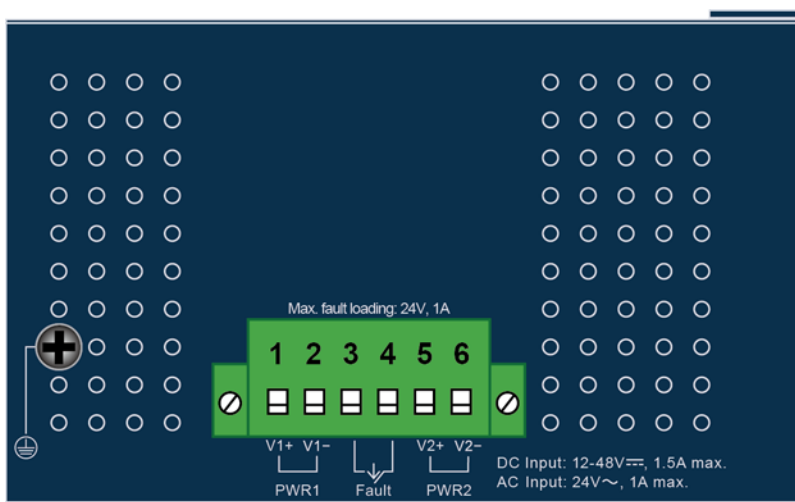 Max. fault loading: 24V, 1A
1 2 3 4 5 6
V1+ V1− V2+ V2−
PWR1 Fault PWR2
DC Input: 12-48V⎓, 1.5A max.
AC Input: 24V～, 1A max.